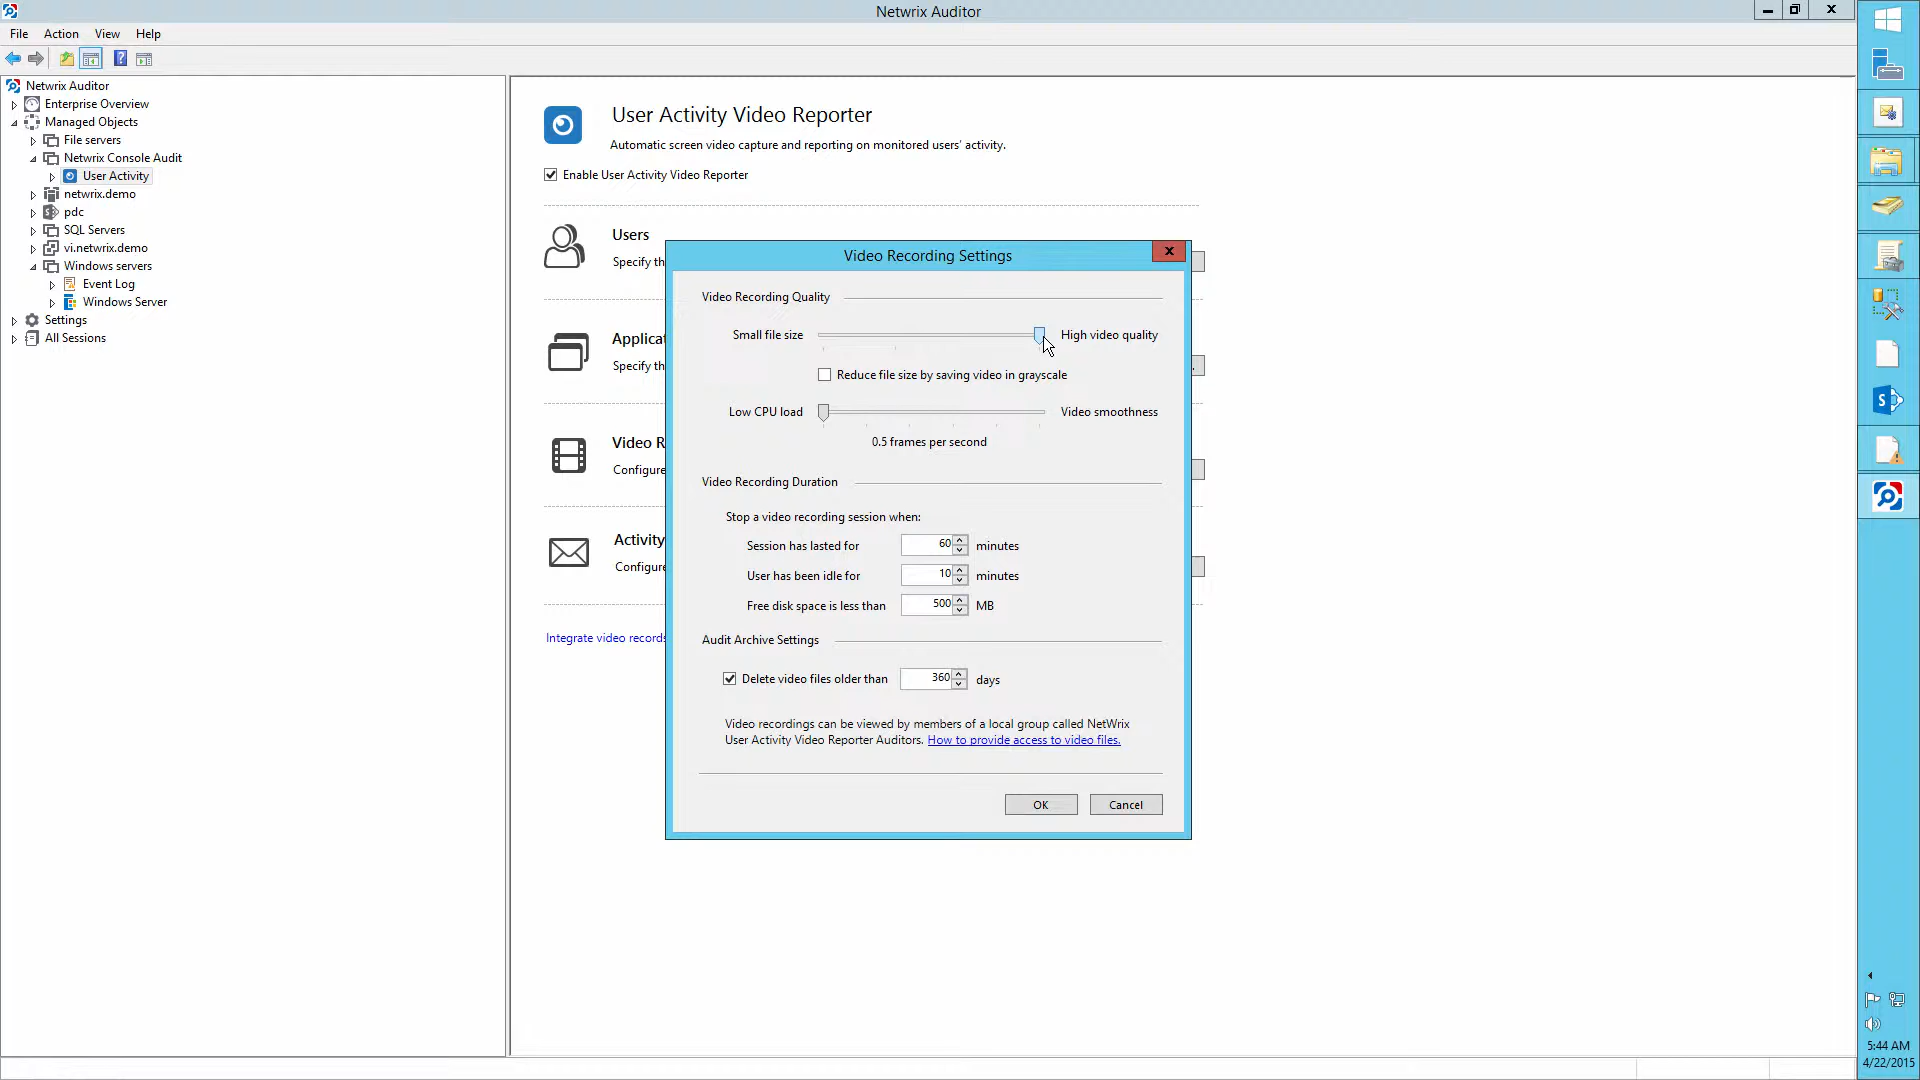 Netwrix Auditor
File Action View Help
Netwrix Auditor
Enterprise Overview
Managed Objects
File servers
Netwrix Console Audit
User Activity
netwrix.demo
pdc
SQL Servers
vi.netwrix.demo
Windows servers
Event Log
Windows Server
Settings
All Sessions
User Activity Video Reporter
Automatic screen video capture and reporting on monitored users' activity.
Enable User Activity Video Reporter
Users
Specify th
Applicat
Specify th
Video R
Configure
Activity
Configure
Integrate video records
Video Recording Settings
Video Recording Quality
Small file size High video quality
Reduce file size by saving video in grayscale
Low CPU load Video smoothness
0.5 frames per second
Video Recording Duration
Stop a video recording session when:
Session has lasted for 60 minutes
User has been idle for 10 minutes
Free disk space is less than 500 MB
Audit Archive Settings
Delete video files older than 360 days
Video recordings can be viewed by members of a local group called NetWrix
User Activity Video Reporter Auditors. How to provide access to video files.
OK Cancel
5:44 AM
4/22/2015